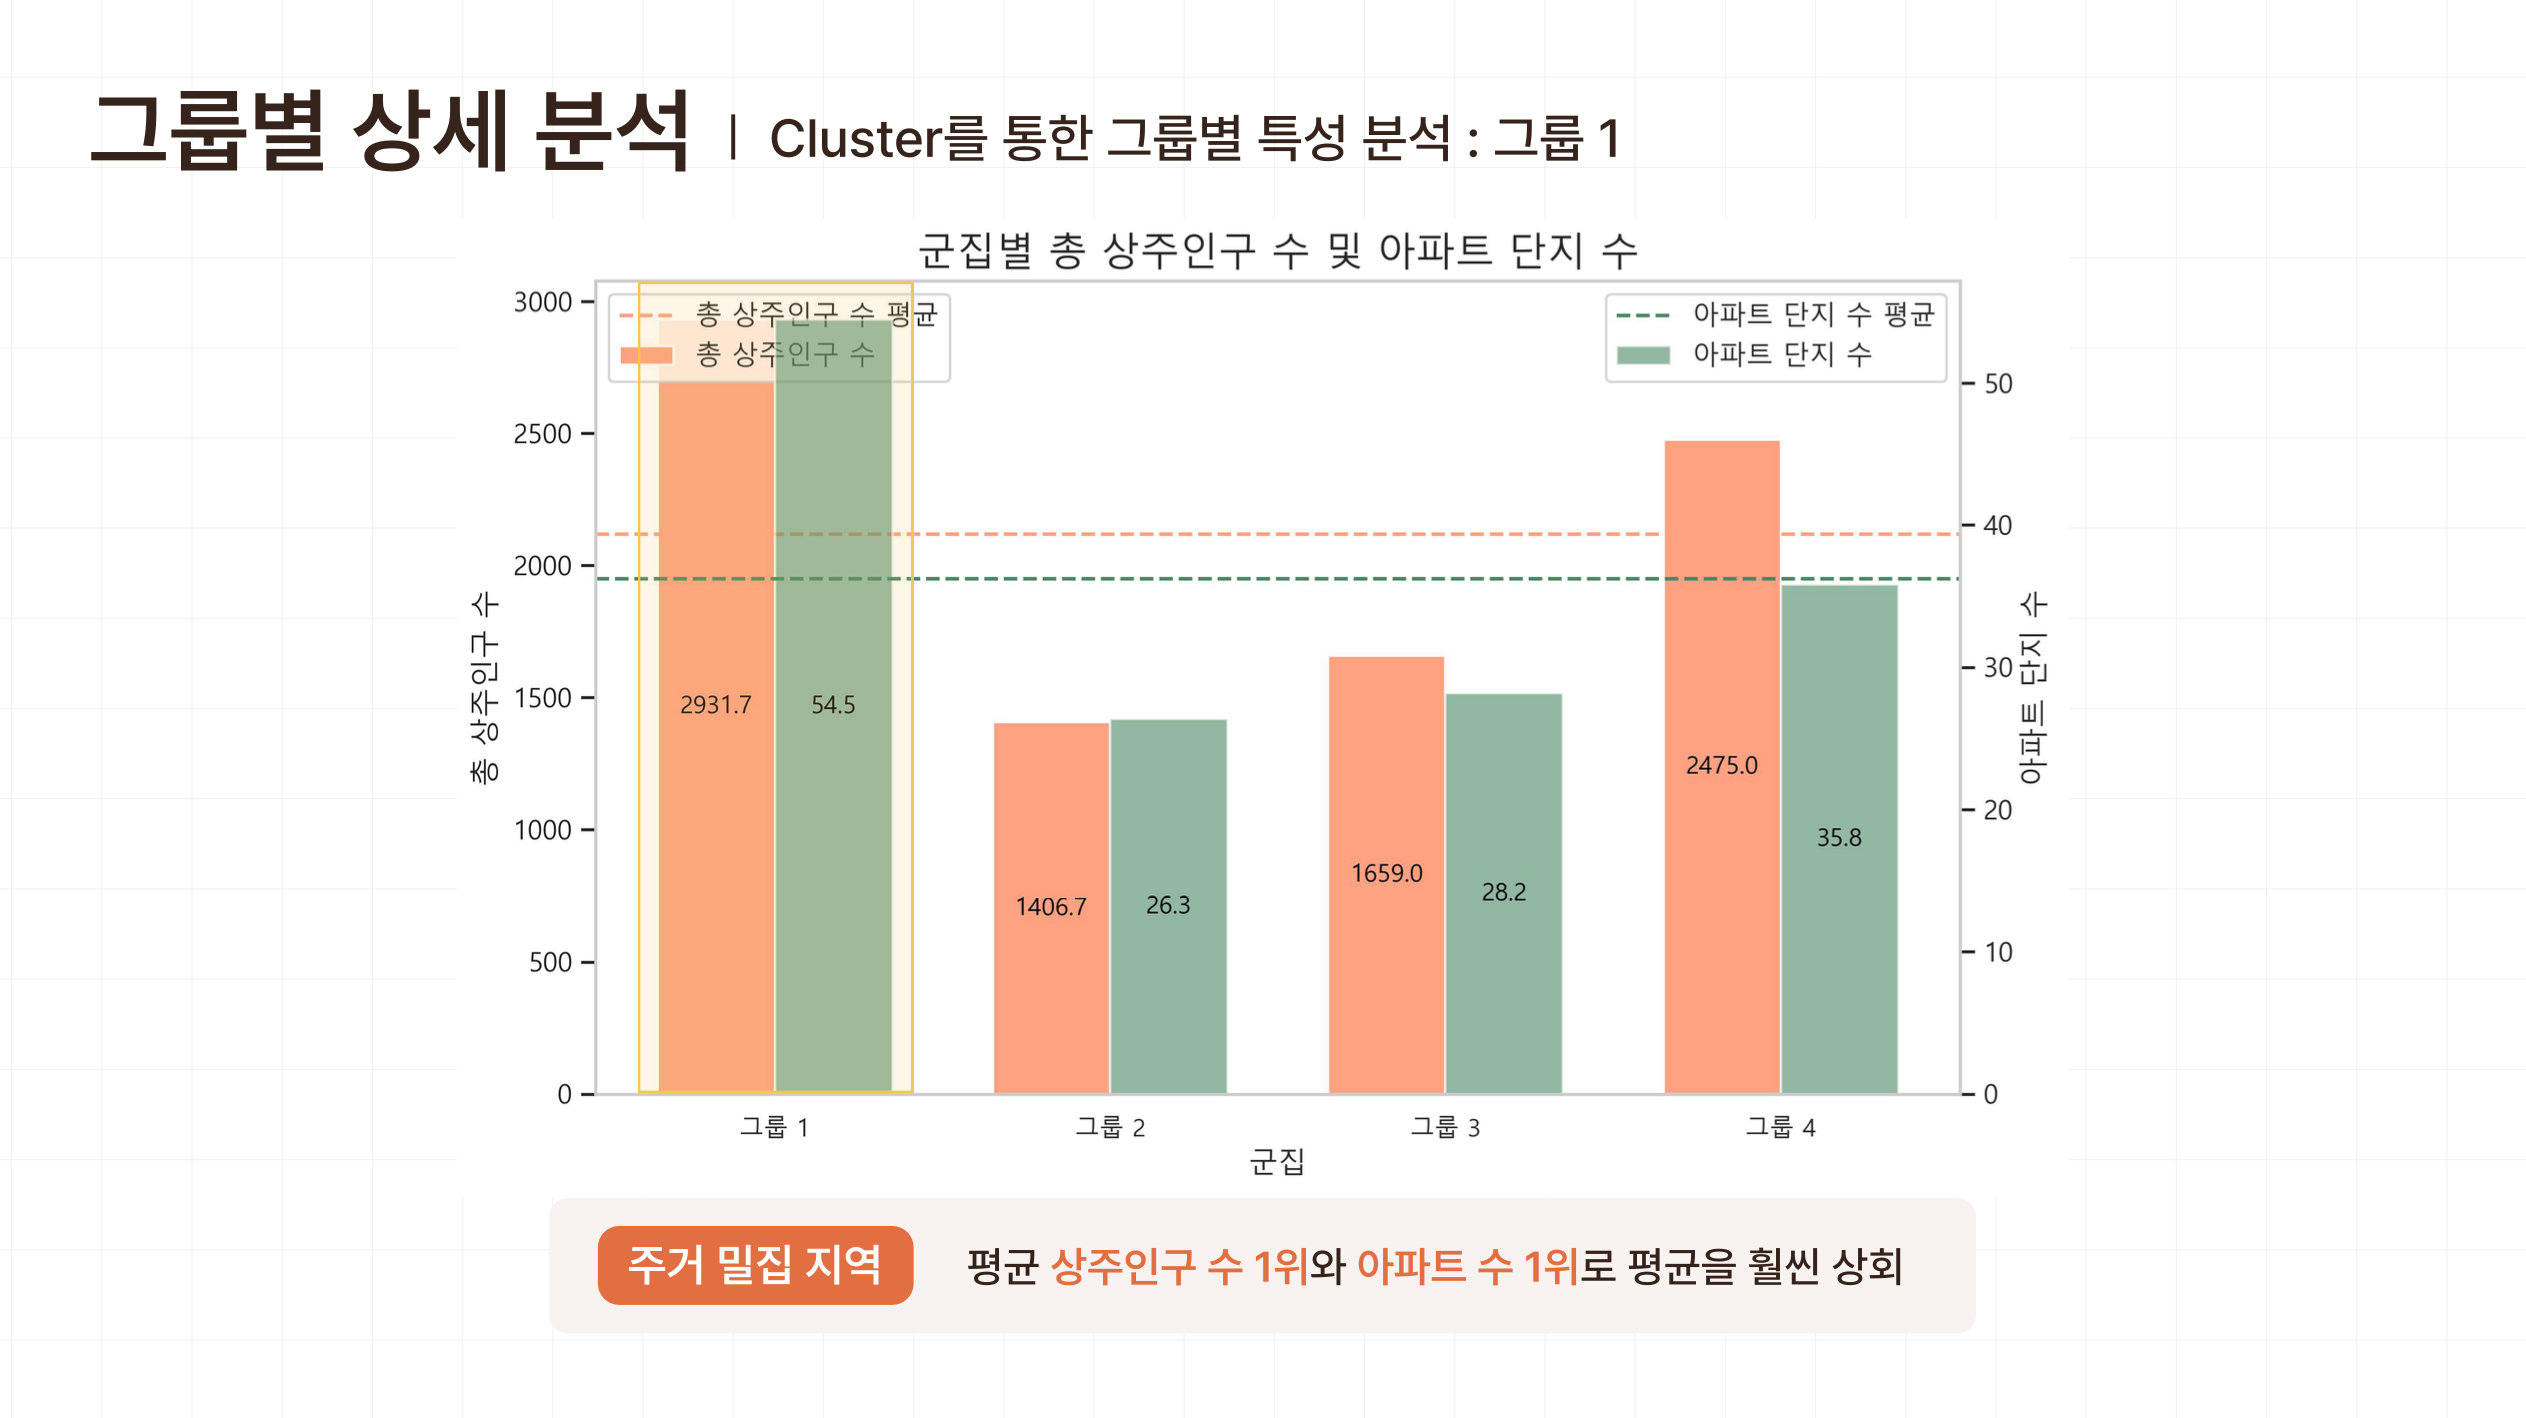 그룹별 상세 분석 | Cluster를 통한 그룹별 특성 분석 : 그룹 1
군집별 총 상주인구 수 및 아파트 단지 수
총 상주인구 수 평균
총 상주인구 수
아파트 단지 수 평균
아파트 단지 수
총 상주인구 수
3000
2500
2000
1500
1000
500
0
2931.7
54.5
1406.7
26.3
1659.0
28.2
2475.0
35.8
50
40
30
20
10
0
아파트 단지 수
그룹 1
그룹 2
그룹 3
그룹 4
군집
주거 밀집 지역
평균 상주인구 수 1위와 아파트 수 1위로 평균을 훨씬 상회